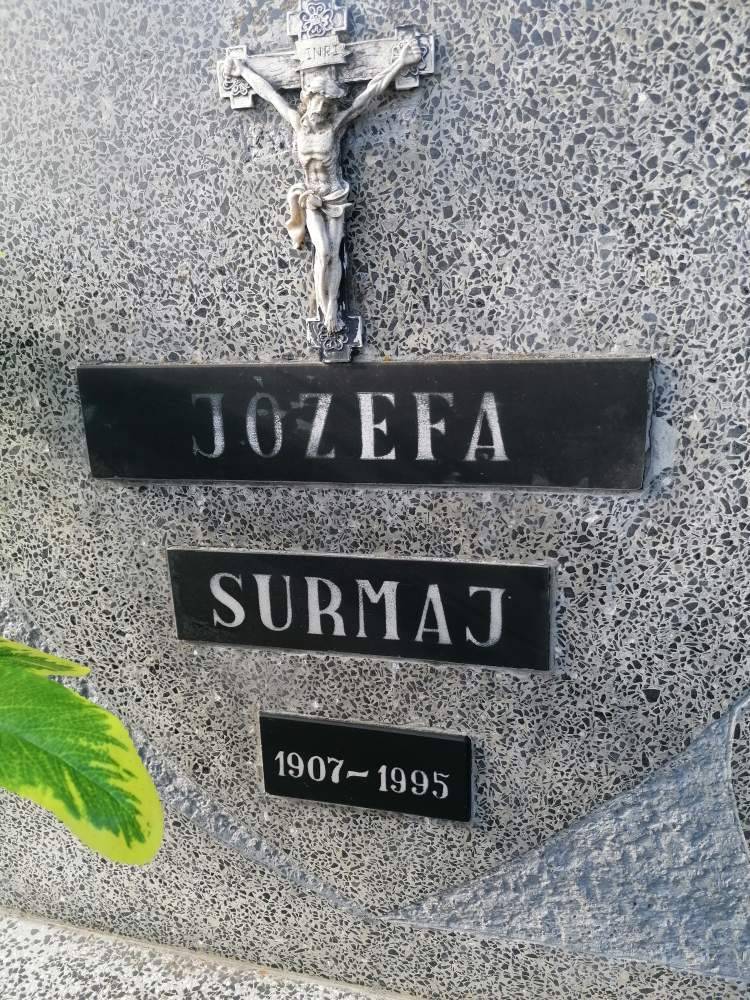 INRI
JÓZEFA
SURMAJ
1907-1995